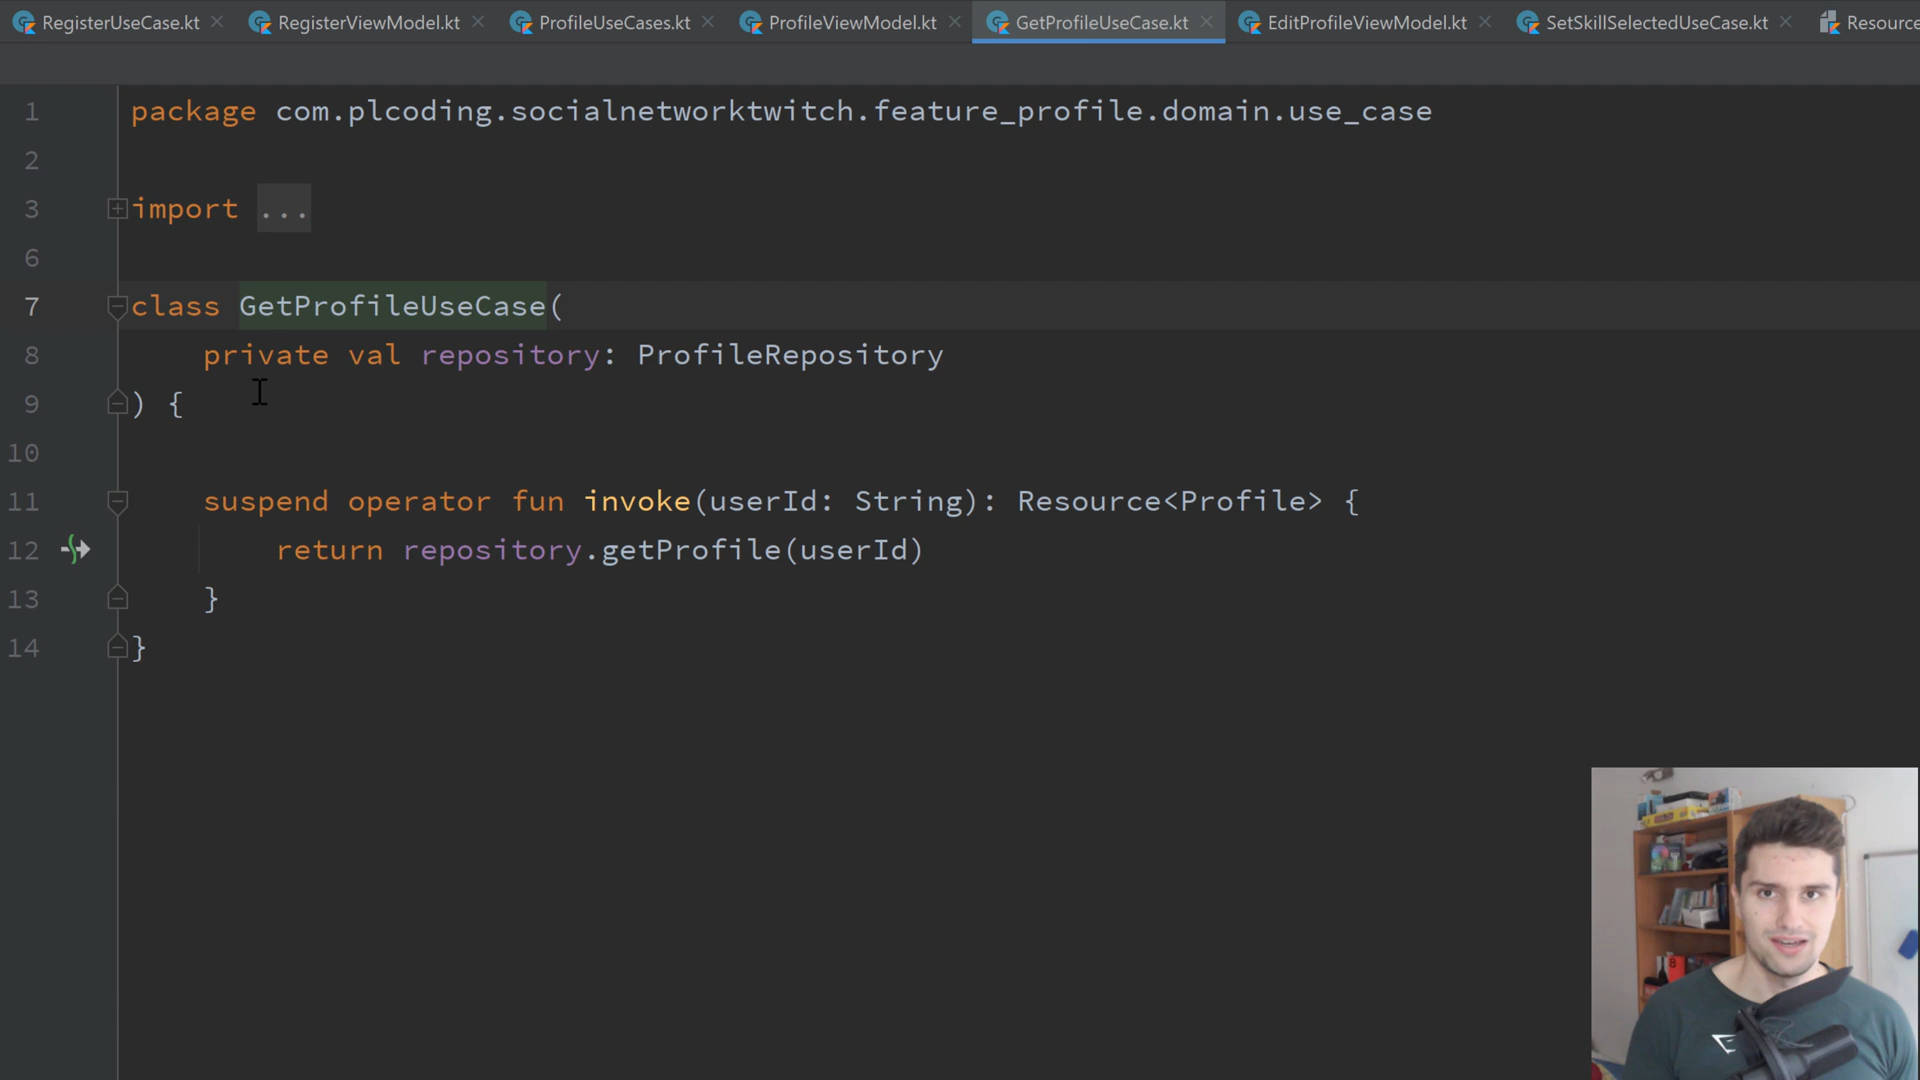 RegisterUseCase.kt RegisterViewModel.kt ProfileUseCases.kt ProfileViewModel.kt GetProfileUseCase.kt EditProfileViewModel.kt SetSkillSelectedUseCase.kt Resource
1 package com.plcoding.socialnetworktwitch.feature_profile.domain.use_case
2
3 import ...
6
7 class GetProfileUseCase(
8 private val repository: ProfileRepository
9 ) {
10
11 suspend operator fun invoke(userId: String): Resource<Profile> {
12 return repository.getProfile(userId)
13 }
14 }